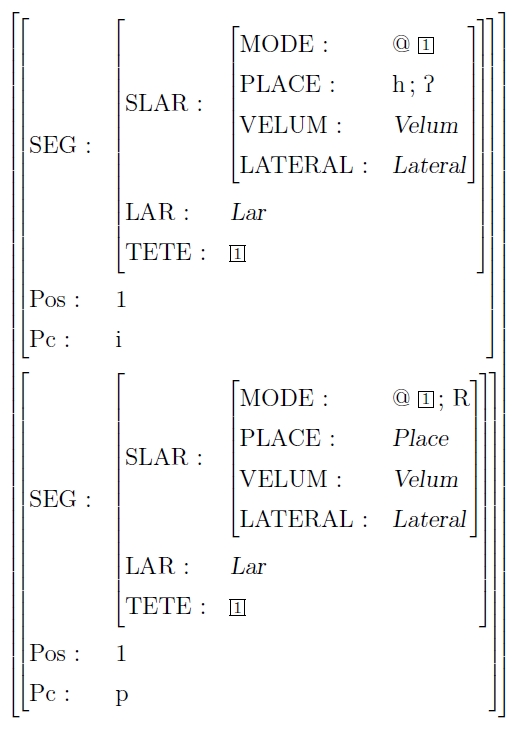 MODE : @ 1
PLACE : h ; ʔ
SLAR :
VELUM : Velum
SEG :
LATERAL : Lateral
LAR : Lar
TETE : 1
Pos : 1
Pc : i
MODE : @ 1 ; R
PLACE : Place
SLAR :
VELUM : Velum
SEG :
LATERAL : Lateral
LAR : Lar
TETE : 1
Pos : 1
Pc : p